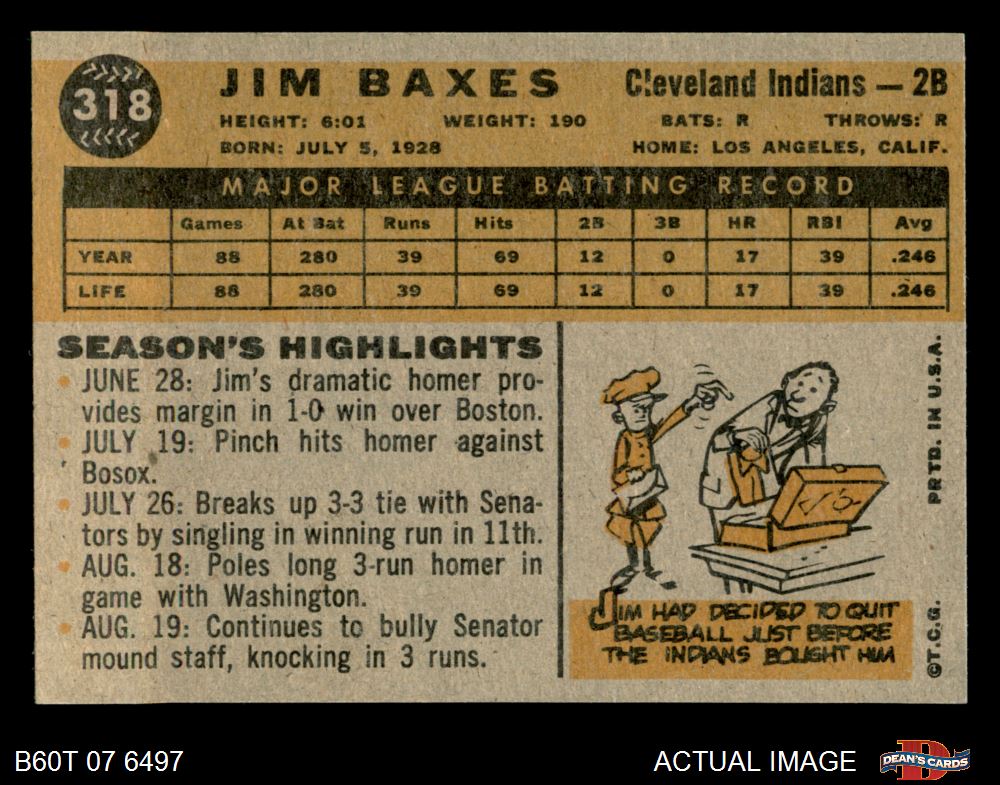 318
JIM BAXES Cleveland Indians — 2B
HEIGHT: 6:01 WEIGHT: 190 BATS: R THROWS: R
BORN: JULY 5, 1928 HOME: LOS ANGELES, CALIF.
MAJOR LEAGUE BATTING RECORD
Games At Bat Runs Hits 2B 3B HR RBI Avg
YEAR 88 280 39 69 12 0 17 39 .246
LIFE 88 280 39 69 12 0 17 39 .246
SEASON'S HIGHLIGHTS
• JUNE 28: Jim's dramatic homer pro-
vides margin in 1-0 win over Boston.
• JULY 19: Pinch hits homer against
Bosox.
• JULY 26: Breaks up 3-3 tie with Sena-
tors by singling in winning run in 11th.
• AUG. 18: Poles long 3-run homer in
game with Washington.
• AUG. 19: Continues to bully Senator
mound staff, knocking in 3 runs.
JIM HAD DECIDED TO QUIT
BASEBALL JUST BEFORE
THE INDIANS BOUGHT HIM
©T.C.G. PRTD. IN U.S.A.
B60T 07 6497 ACTUAL IMAGE
D
DEAN'S CARDS